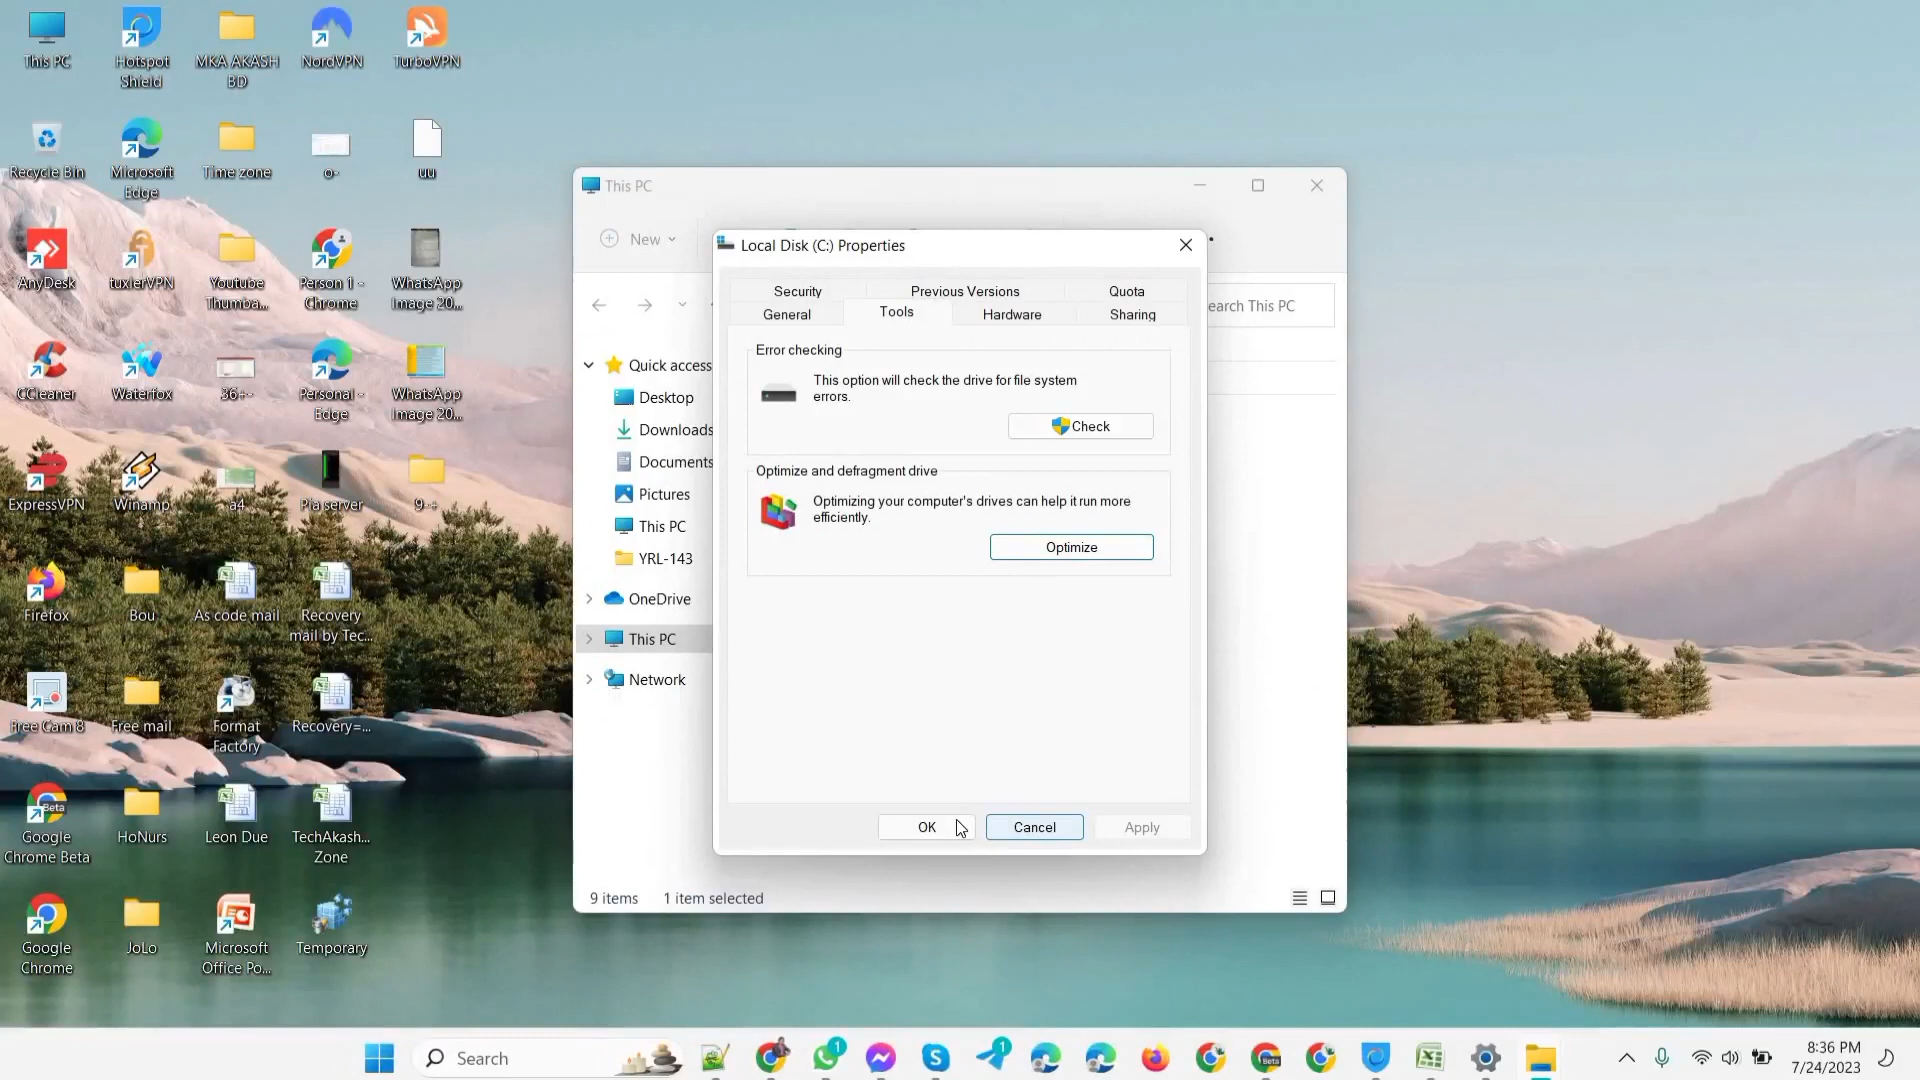 This PC
Hotspot
Shield
MKA AKASH
BD
NordVPN
TurboVPN
Recycle Bin
Microsoft
Edge
Time zone
o-
uu
AnyDesk
tuxlerVPN
Youtube
Thumba...
Person 1 -
Chrome
WhatsApp
Image 20...
CCleaner
Waterfox
36+-
Personal -
Edge
WhatsApp
Image 20...
ExpressVPN
Winamp
a4
Pia server
9-+
Firefox
Bou
As code mail
Recovery
mail by Tec...
Free Cam 8
Free mail
Format
Factory
Recovery=...
Beta
Google
Chrome Beta
HoNurs
Leon Due
TechAkash...
Zone
Google
Chrome
JoLo
Microsoft
Office Po...
Temporary
This PC
New
earch This PC
Quick access
Desktop
Downloads
Documents
Pictures
This PC
YRL-143
OneDrive
This PC
Network
9 items
1 item selected
Local Disk (C:) Properties
Security
Previous Versions
Quota
General
Tools
Hardware
Sharing
Error checking
This option will check the drive for file system
errors.
Check
Optimize and defragment drive
Optimizing your computer's drives can help it run more
efficiently.
Optimize
OK
Cancel
Apply
Search
1
1
Beta
8:36 PM
7/24/2023